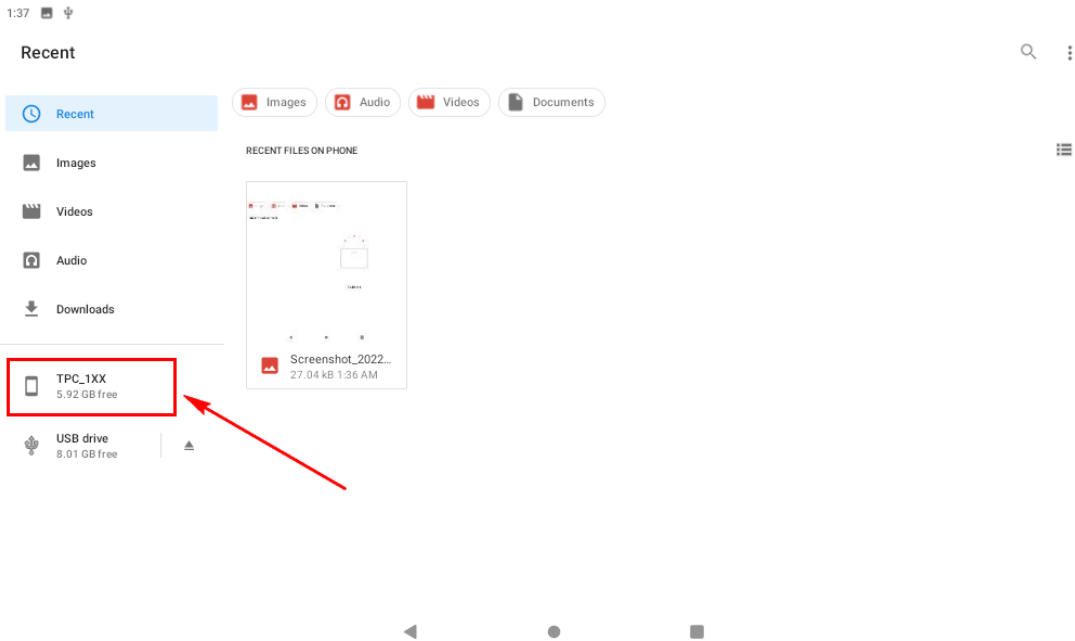 1:37
Recent
Recent
Images
Videos
Audio
Downloads
TPC_1XX
5.92 GB free
USB drive
8.01 GB free
Images
Audio
Videos
Documents
RECENT FILES ON PHONE
Screenshot_2022...
27.04 kB 1:36 AM